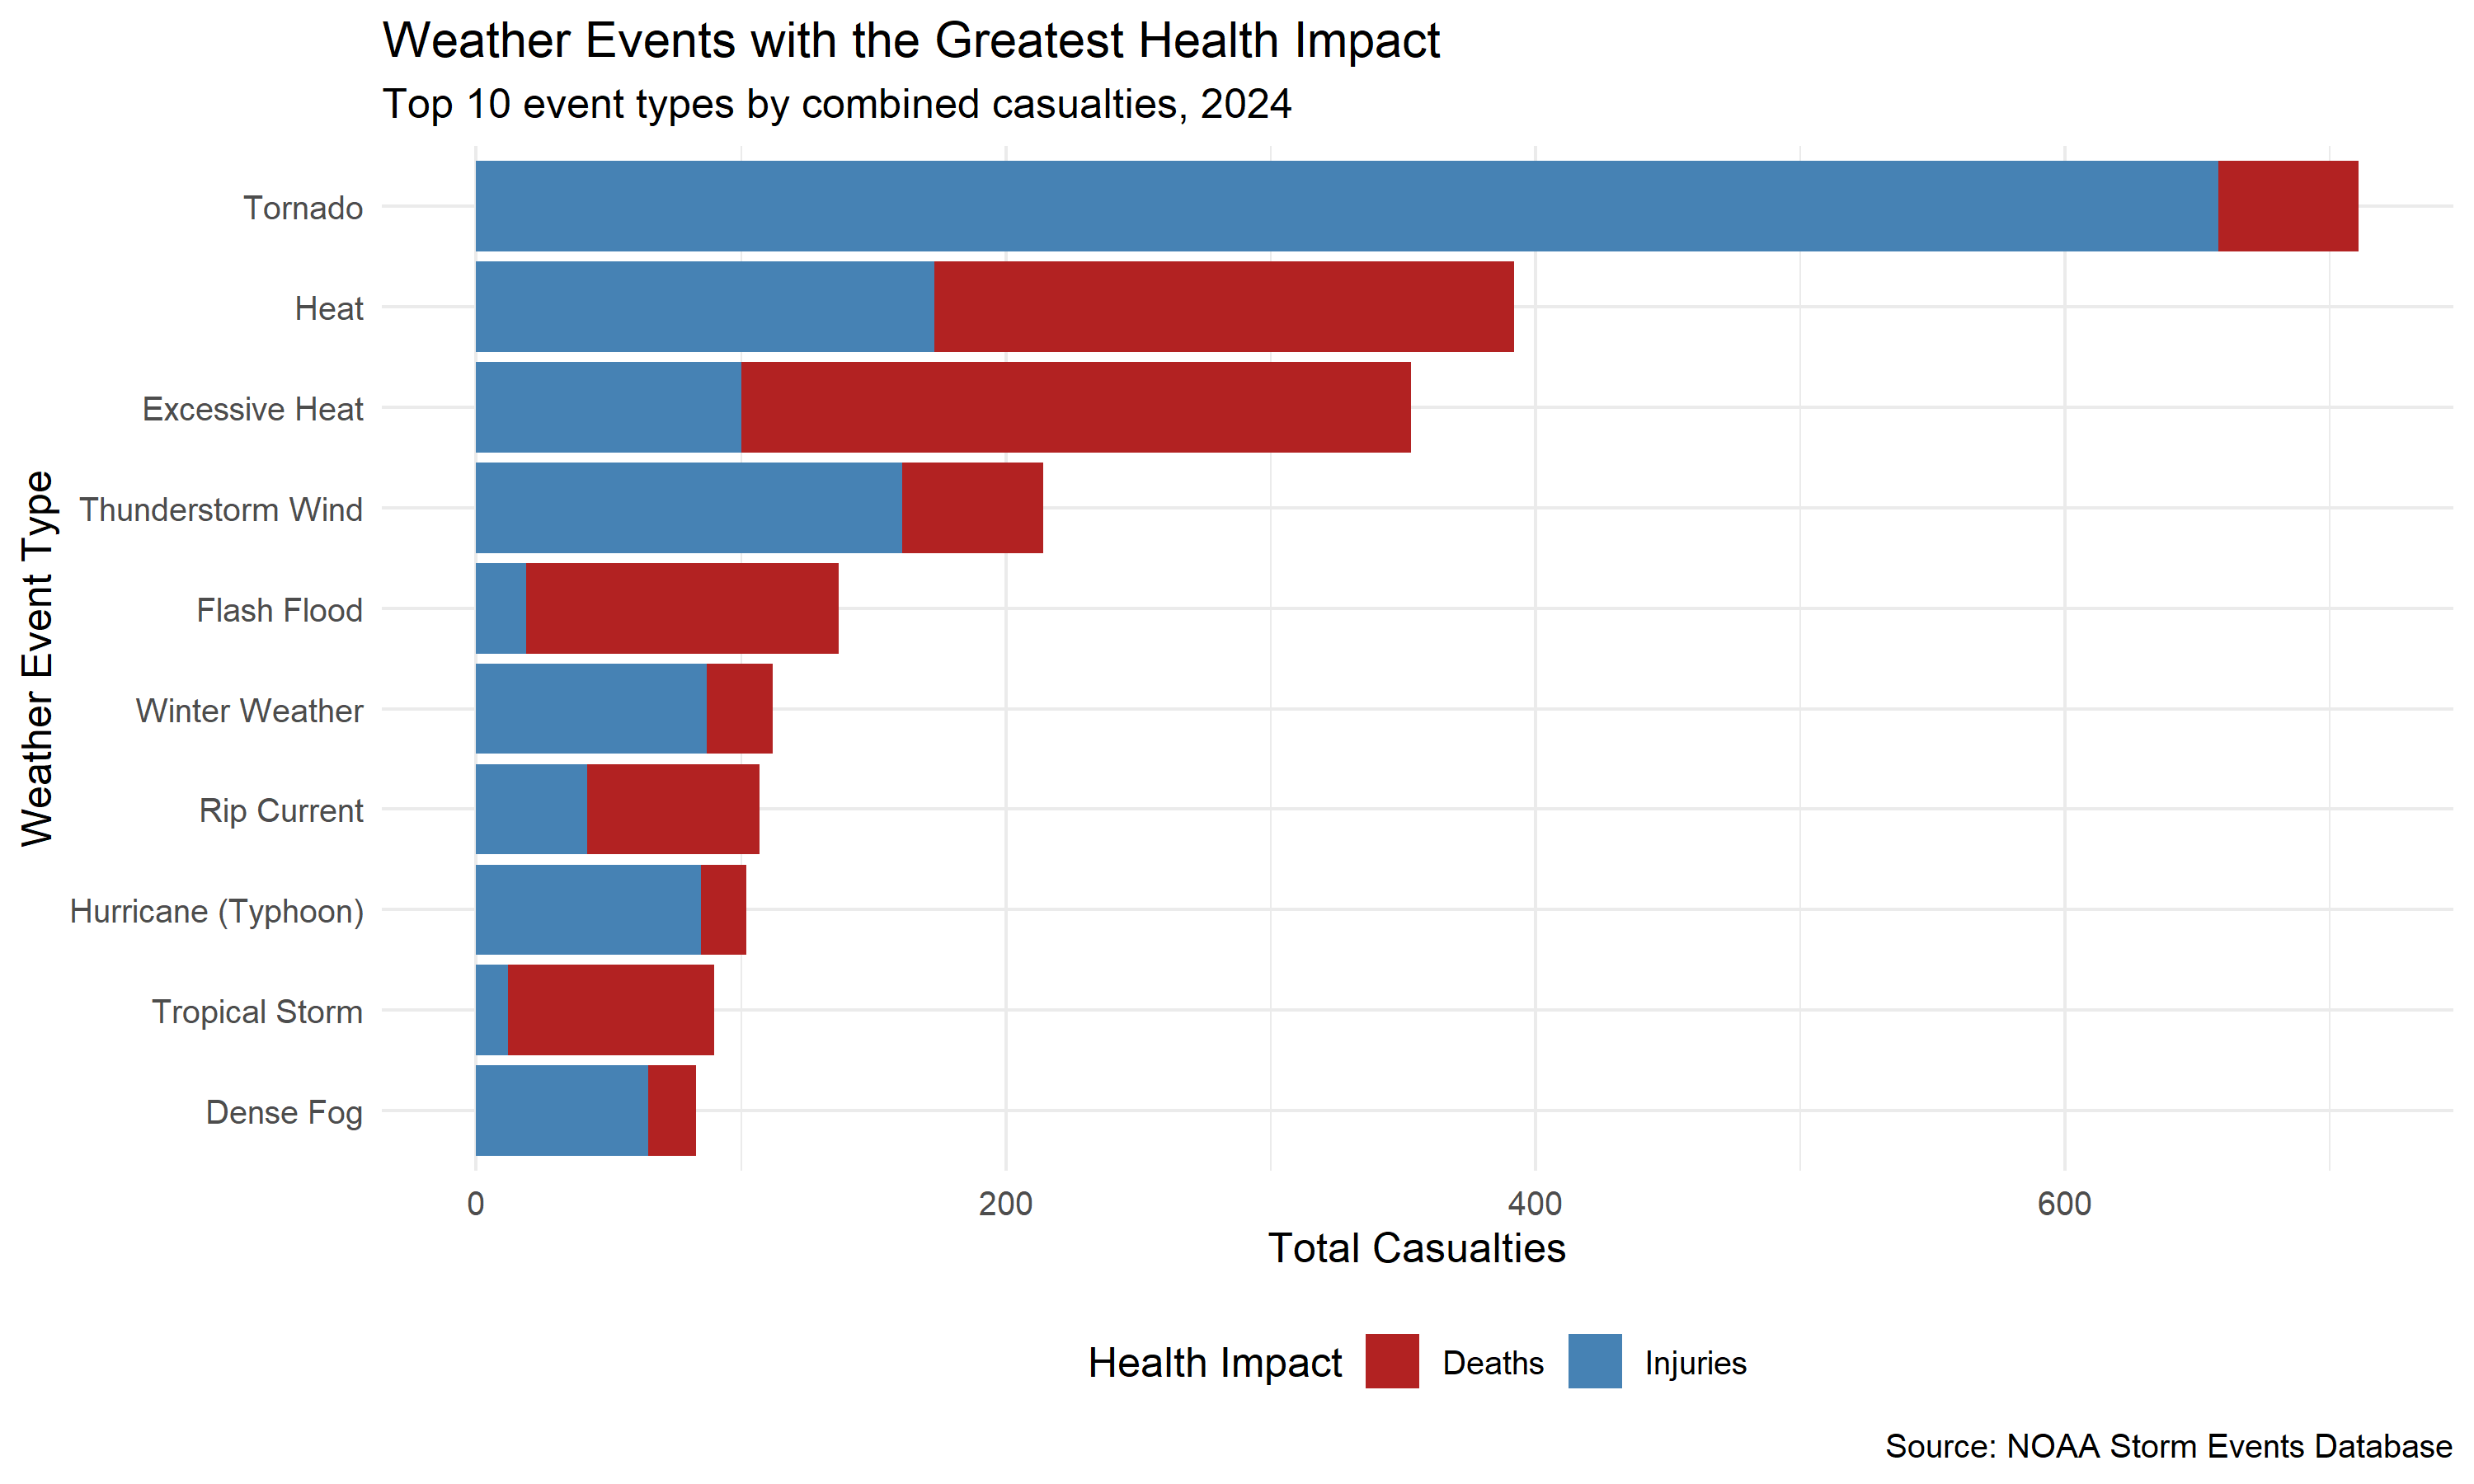 Weather Events with the Greatest Health Impact
Top 10 event types by combined casualties, 2024
Weather Event Type
Tornado
Heat
Excessive Heat
Thunderstorm Wind
Flash Flood
Winter Weather
Rip Current
Hurricane (Typhoon)
Tropical Storm
Dense Fog
0 200 400 600
Total Casualties
Health Impact Deaths Injuries
Source: NOAA Storm Events Database